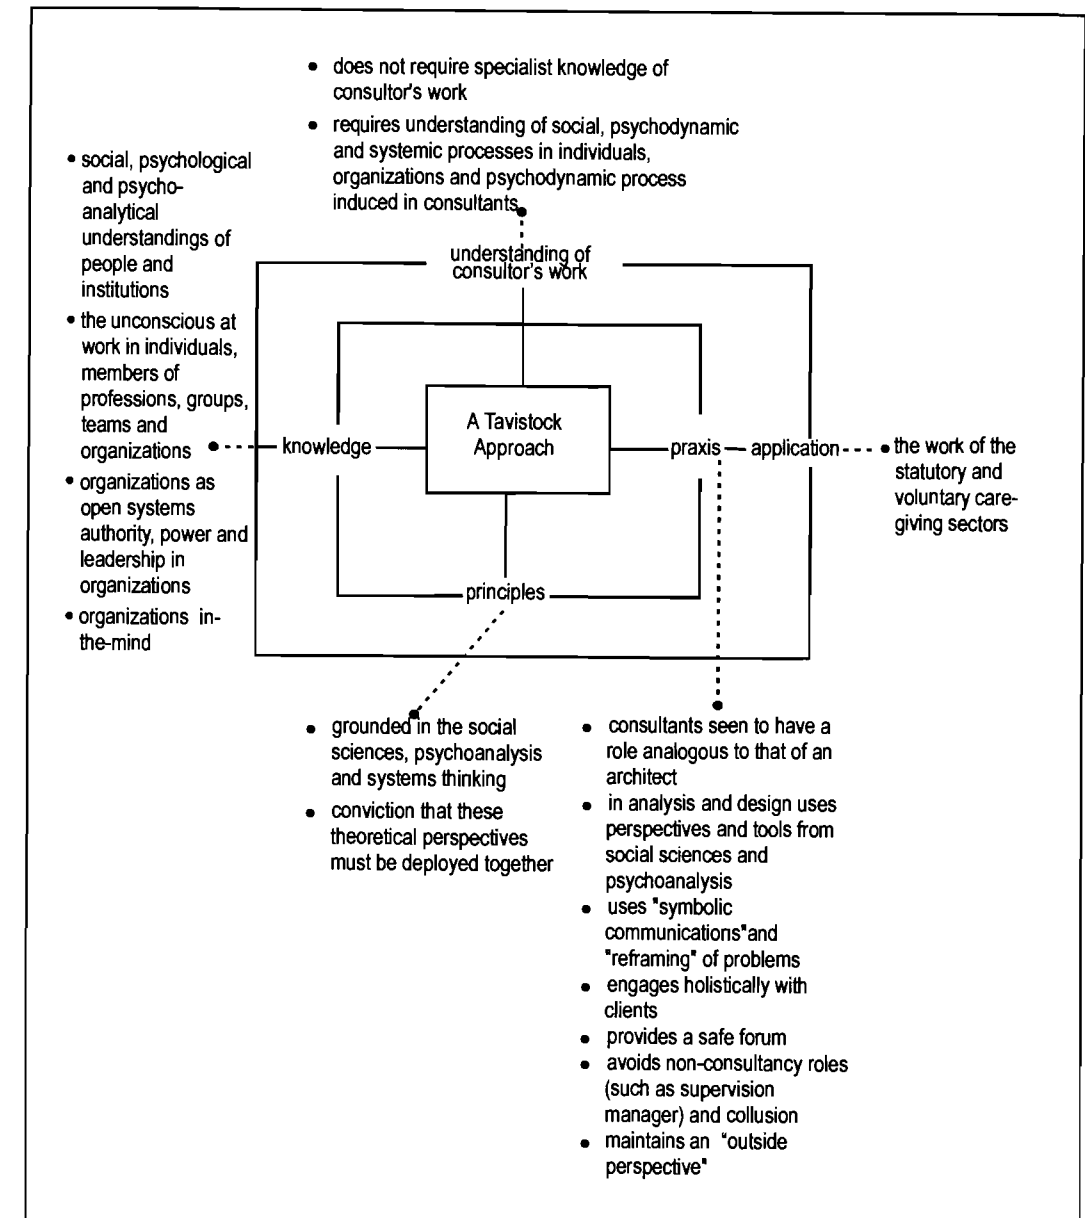 • does not require specialist knowledge of
consultor's work
• requires understanding of social, psychodynamic
and systemic processes in individuals,
organizations and psychodynamic process
induced in consultants
• social, psychological
and psycho-
analytical
understandings of
people and
institutions
• the unconscious at
work in individuals,
members of
professions, groups,
teams and
organizations
• organizations as
open systems
authority, power and
leadership in
organizations
• organizations in-
the-mind
understanding of
consultor's work
knowledge
A Tavistock
Approach
praxis
application
• the work of the
statutory and
voluntary care-
giving sectors
principles
• grounded in the social
sciences, psychoanalysis
and systems thinking
• conviction that these
theoretical perspectives
must be deployed together
• consultants seen to have a
role analogous to that of an
architect
• in analysis and design uses
perspectives and tools from
social sciences and
psychoanalysis
• uses "symbolic
communications"and
"reframing" of problems
• engages holistically with
clients
• provides a safe forum
• avoids non-consultancy roles
(such as supervision
manager) and collusion
• maintains an "outside
perspective"